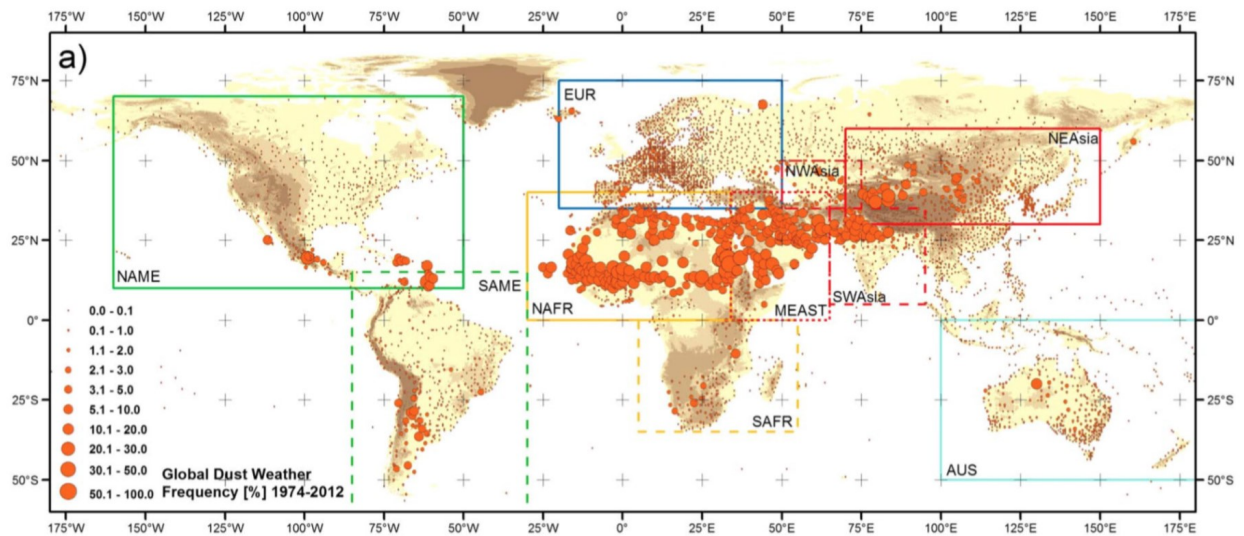 175°W 150°W 125°W 100°W 75°W 50°W 25°W 0° 25°E 50°E 75°E 100°E 125°E 150°E 175°E
a)
75°N 75°N
EUR
NEAsia
50°N 50°N
NWAsia
25°N 25°N
NAME
SAME
NAFR
MEAST
SWAsia
0.0 - 0.1
0° 0°
0.1 - 1.0
1.1 - 2.0
2.1 - 3.0
3.1 - 5.0
25°S 25°S
5.1 - 10.0
10.1 - 20.0
SAFR
20.1 - 30.0
30.1 - 50.0
AUS
Global Dust Weather
50°S 50°S
50.1 - 100.0
Frequency [%] 1974-2012
175°W 150°W 125°W 100°W 75°W 50°W 25°W 0° 25°E 50°E 75°E 100°E 125°E 150°E 175°E